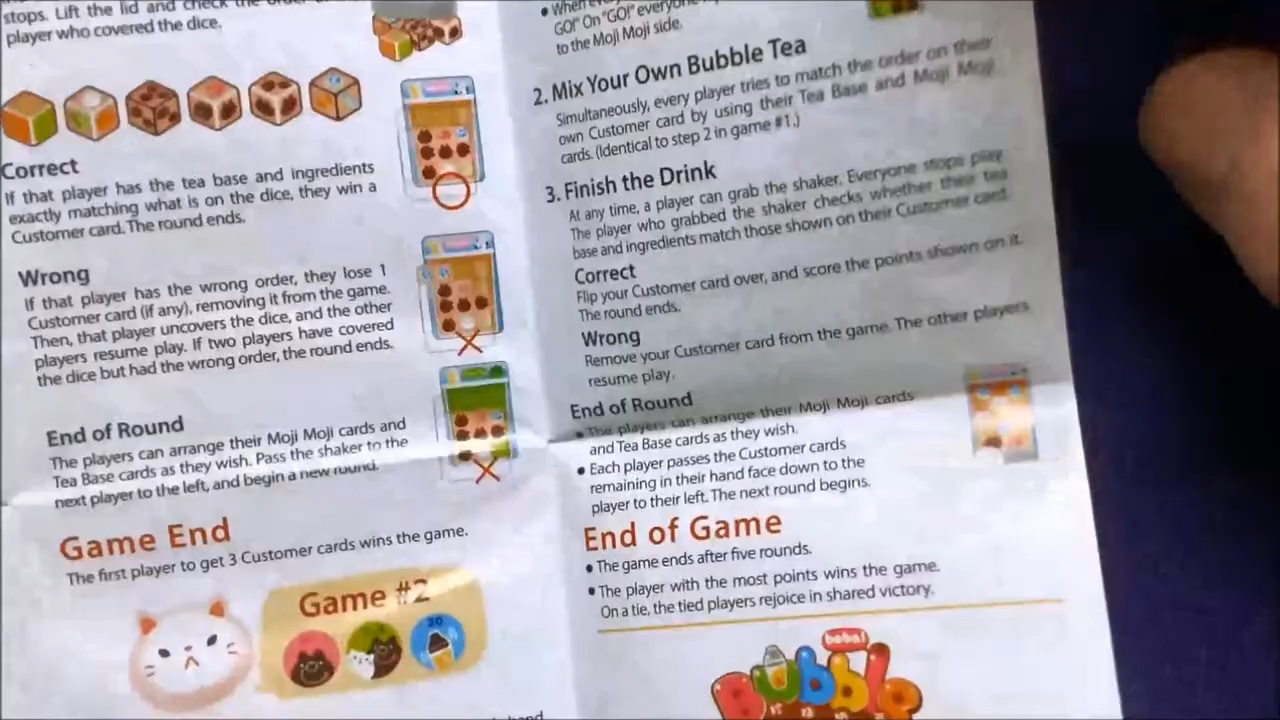 stops. Lift the lid and check the order
player who covered the dice.
Correct
If that player has the tea base and ingredients
exactly matching what is on the dice, they win a
Customer card. The round ends.
Wrong
If that player has the wrong order, they lose 1
Customer card (if any), removing it from the game.
Then, that player uncovers the dice, and the other
players resume play. If two players have covered
the dice but had the wrong order, the round ends.
End of Round
The players can arrange their Moji Moji cards and
Tea Base cards as they wish. Pass the shaker to the
next player to the left, and begin a new round.
Game End
The first player to get 3 Customer cards wins the game.
Game #2
20
hand
• When
GO!" On "GO!" everyone
to the Moji Moji side.
2. Mix Your Own Bubble Tea
Simultaneously, every player tries to match the order on their
own Customer card by using their Tea Base and Moji Moji
cards. (Identical to step 2 in game #1.)
3. Finish the Drink
At any time, a player can grab the shaker. Everyone stops play.
The player who grabbed the shaker checks whether their tea
base and ingredients match those shown on their Customer card.
Correct
Flip your Customer card over, and score the points shown on it.
The round ends.
Wrong
Remove your Customer card from the game. The other players
resume play.
End of Round
• The players can arrange their Moji Moji cards
and Tea Base cards as they wish.
• Each player passes the Customer cards
remaining in their hand face down to the
player to their left. The next round begins.
End of Game
• The game ends after five rounds.
• The player with the most points wins the game.
On a tie, the tied players rejoice in shared victory.
boba!
Bubble